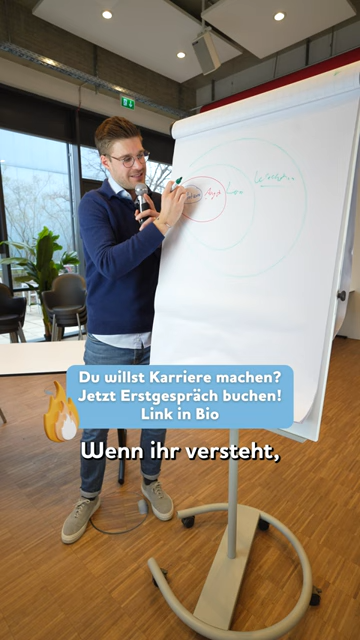 Du willst Karriere machen?
Jetzt Erstgespräch buchen!
Link in Bio
Wenn ihr versteht,